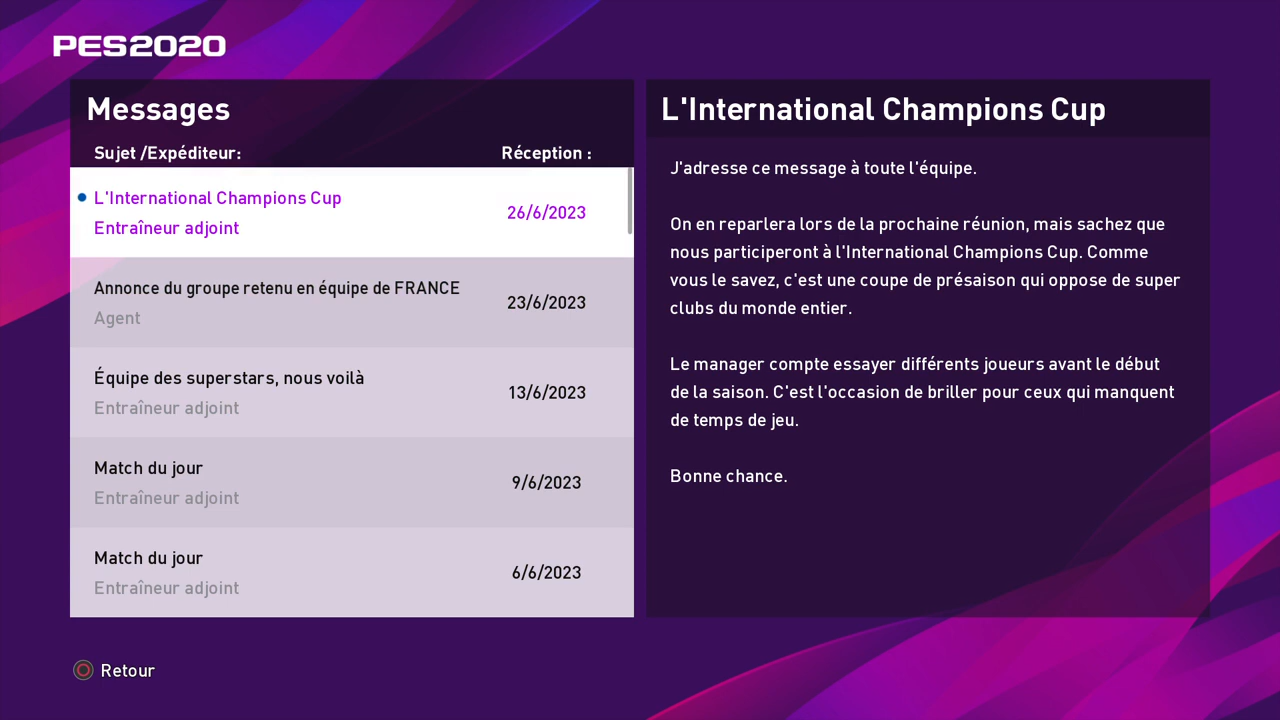 PES2020
Messages
Sujet /Expéditeur:
Réception :
L'International Champions Cup
Entraîneur adjoint
26/6/2023
Annonce du groupe retenu en équipe de FRANCE
Agent
23/6/2023
Équipe des superstars, nous voilà
Entraîneur adjoint
13/6/2023
Match du jour
Entraîneur adjoint
9/6/2023
Match du jour
Entraîneur adjoint
6/6/2023
L'International Champions Cup
J'adresse ce message à toute l'équipe.
On en reparlera lors de la prochaine réunion, mais sachez que
nous participeront à l'International Champions Cup. Comme
vous le savez, c'est une coupe de présaison qui oppose de super
clubs du monde entier.
Le manager compte essayer différents joueurs avant le début
de la saison. C'est l'occasion de briller pour ceux qui manquent
de temps de jeu.
Bonne chance.
Retour